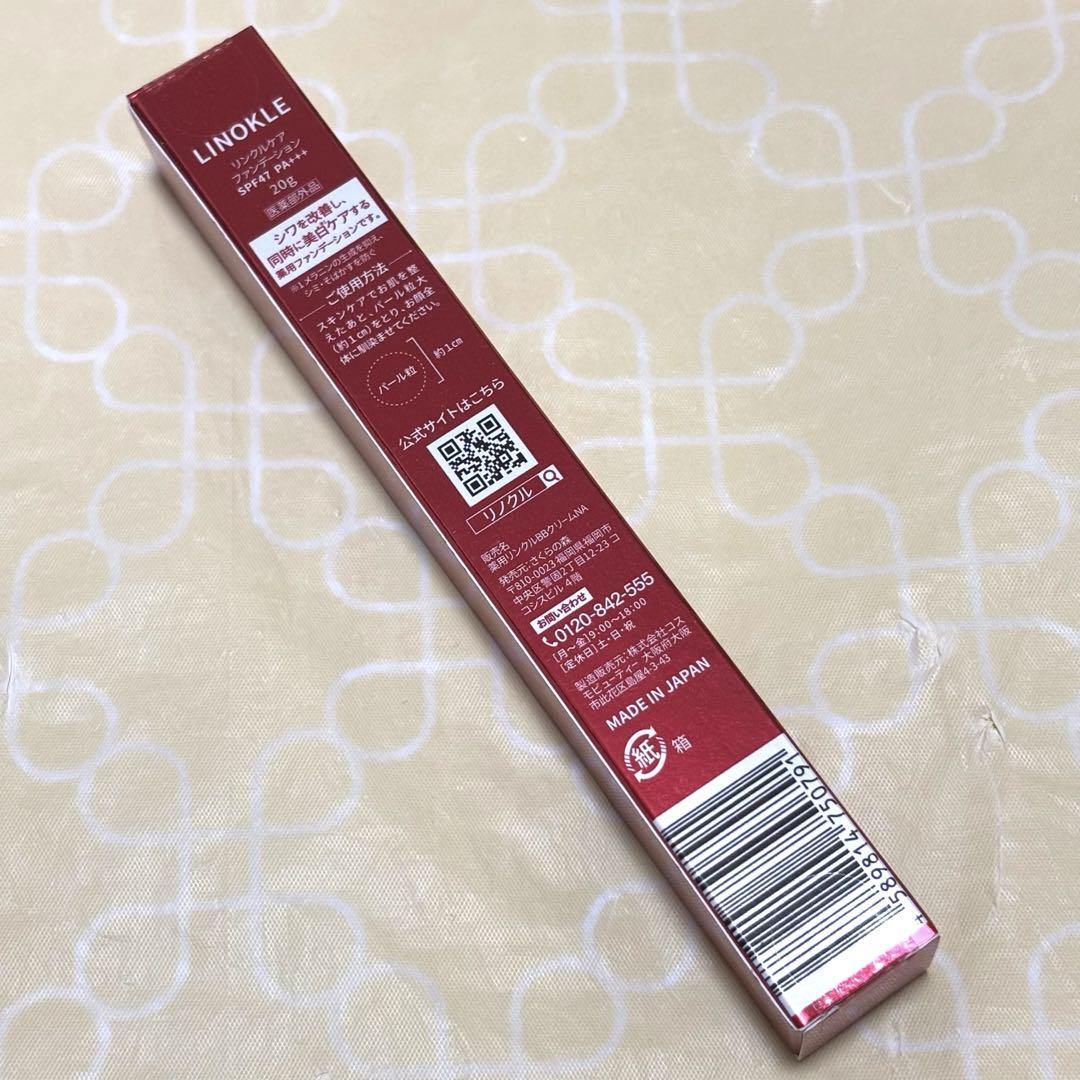 LINOKLE
リンクルケア
ファンデーション
SPF47 PA+++
20g
医薬部外品
シワを改善し、
同時に美白※1ケアする
薬用ファンデーションです。
※1メラニンの生成を抑え、
シミ・そばかすを防ぐ
ご使用方法
スキンケアでお肌を整
えたあと、パール粒大
(約1cm)をとり、お顔全
体に馴染ませてください。
パール粒
約1cm
公式サイトはこちら
リノクル
販売名
薬用リンクルBBクリームNA
発売元:さくらの森
〒810-0023 福岡県福岡市
中央区警固2丁目12-23 コ
コシスビル 4階
お問い合わせ
0120-842-555
[月〜金]9:00〜18:00
[定休日]土・日・祝
製造販売元:株式会社コス
モビューティー 大阪府大阪
市此花区島屋4-3-43
MADE IN JAPAN
紙
箱
4 589814 750791